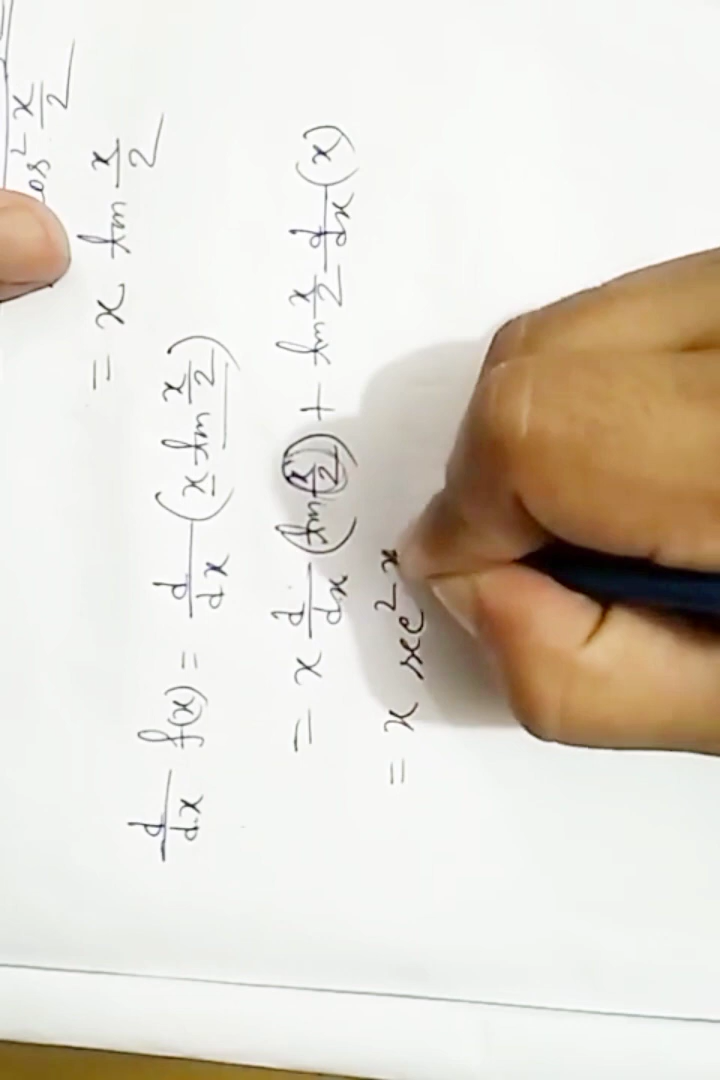 cos² x/2
= x tan x/2
d/dx f(x) = d/dx (x tan x/2)
= x d/dx (tan (x/2)) + tan x/2 d/dx (x)
= x sec² x